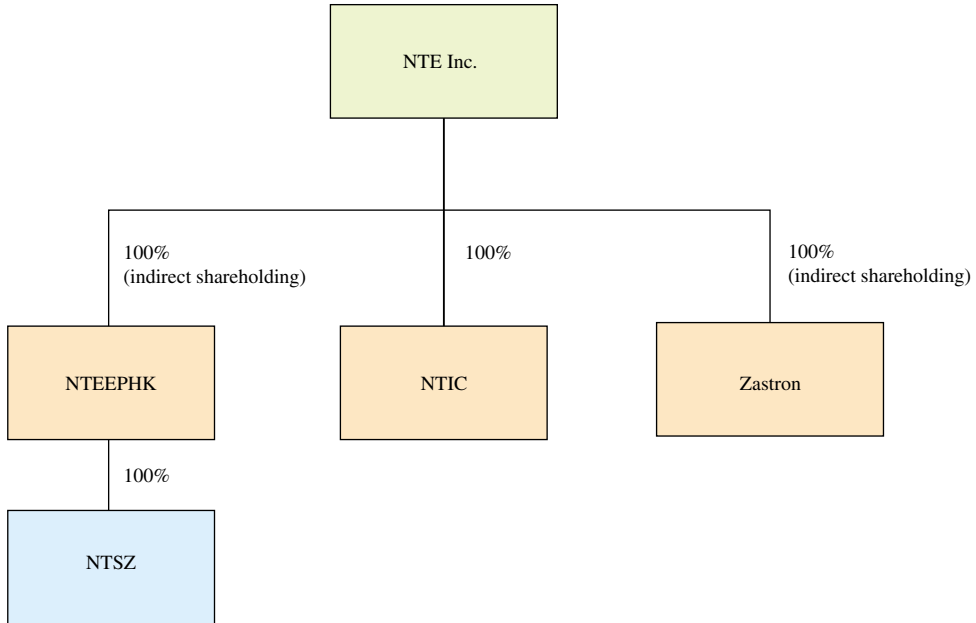 NTE Inc.
100%
(indirect shareholding)
100%
100%
(indirect shareholding)
NTEEPHK
NTIC
Zastron
100%
NTSZ